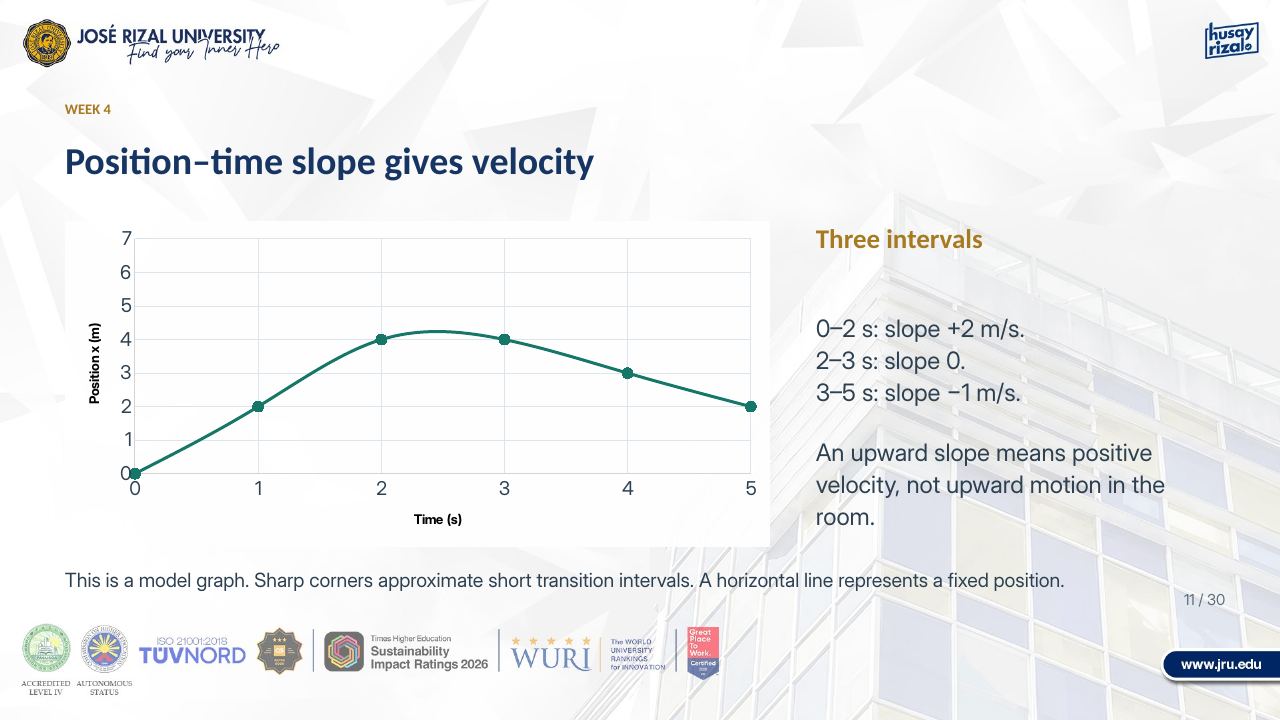 JOSÉ RIZAL UNIVERSITY
Find your Inner Hero
husay
rizal
WEEK 4
Position–time slope gives velocity
7
6
5
4
3
2
1
0
0 1 2 3 4 5
Position x (m)
Time (s)
Three intervals
0–2 s: slope +2 m/s.
2–3 s: slope 0.
3–5 s: slope −1 m/s.
An upward slope means positive
velocity, not upward motion in the
room.
This is a model graph. Sharp corners approximate short transition intervals. A horizontal line represents a fixed position.
11 / 30
ACCREDITED
LEVEL IV
AUTONOMOUS
STATUS
ISO 21001:2018
TÜVNORD
Times Higher Education
Sustainability
Impact Ratings 2026
WURI
The WORLD
UNIVERSITY
RANKINGS
for INNOVATION
Great
Place
To
Work.
Certified
www.jru.edu